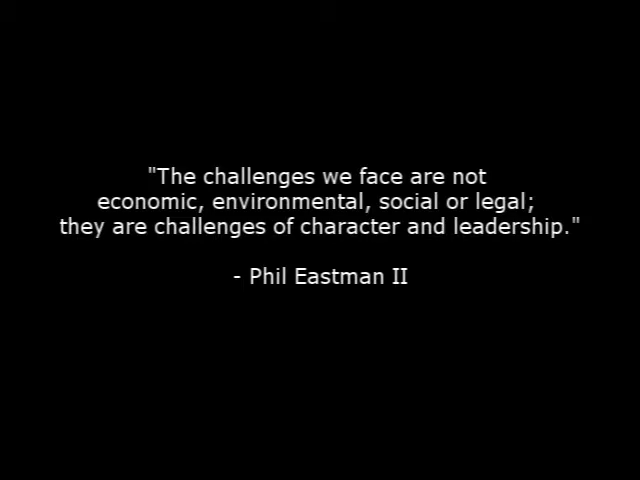 "The challenges we face are not
economic, environmental, social or legal;
they are challenges of character and leadership."
- Phil Eastman II